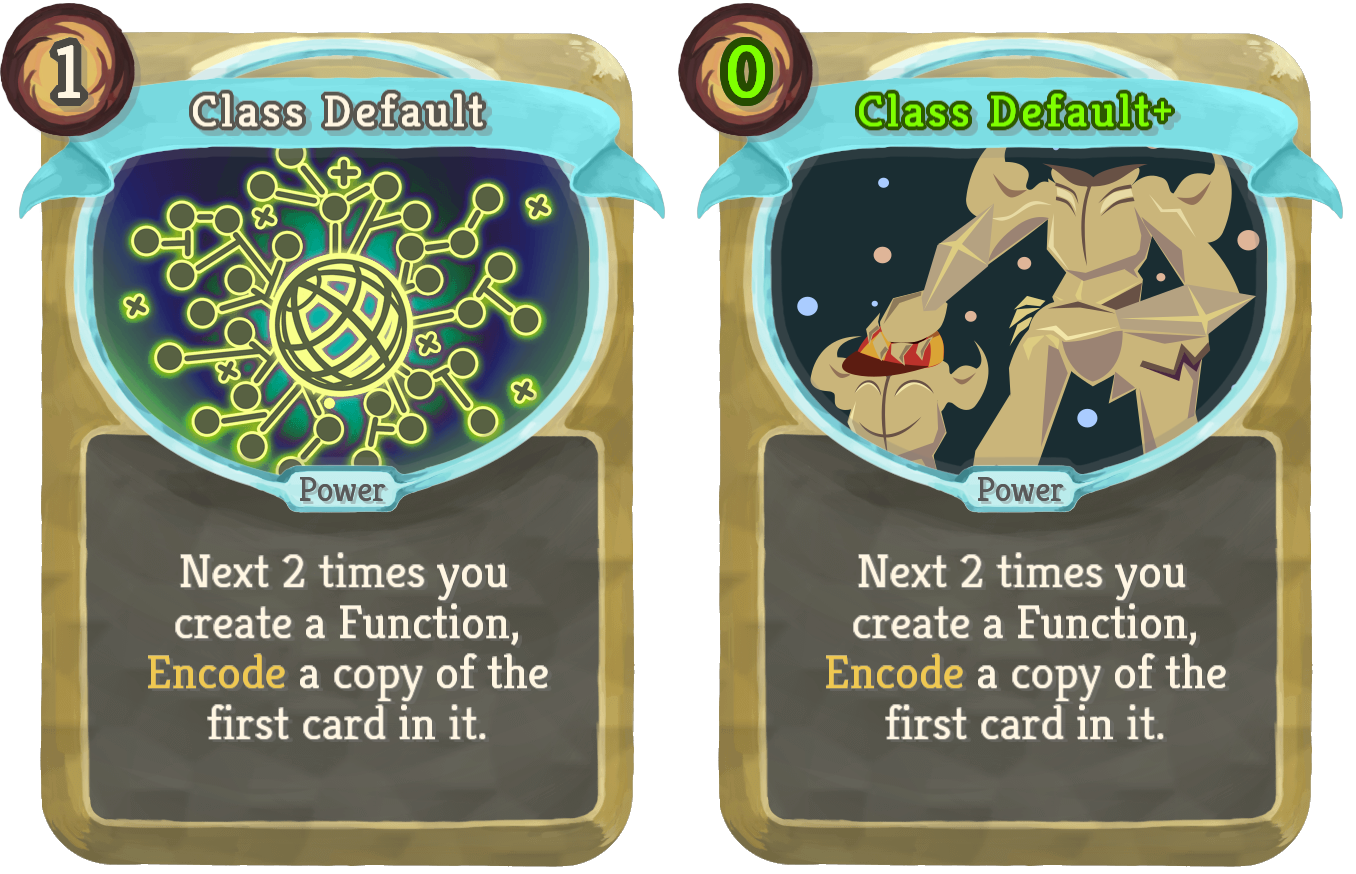 1
Class Default
Power
Next 2 times you
create a Function,
Encode a copy of the
first card in it.
0
Class Default+
Power
Next 2 times you
create a Function,
Encode a copy of the
first card in it.